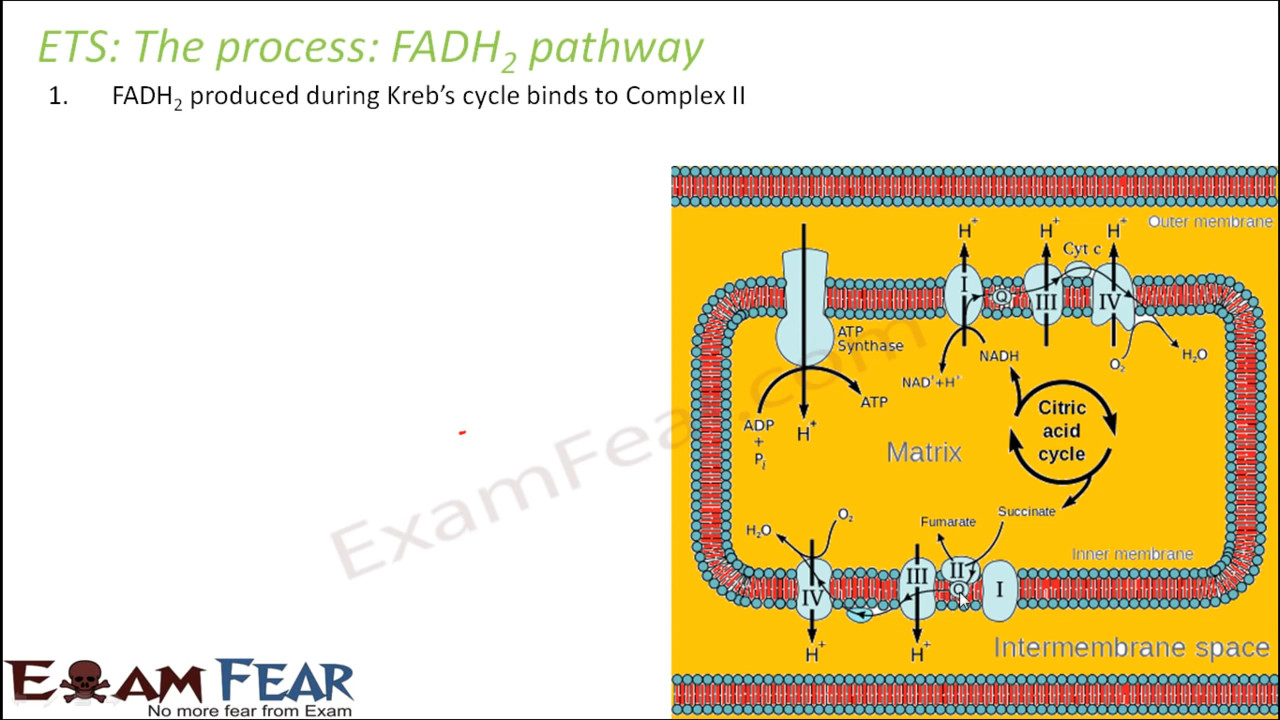 ETS: The process: FADH₂ pathway
1. FADH₂ produced during Kreb’s cycle binds to Complex II
Outer membrane
H⁺
H⁺
H⁺
Cyt c
I
Q
III
IV
ATP
Synthase
NADH
NAD⁺+H⁺
O₂
H₂O
ATP
ADP
+
Pᵢ
H⁺
Citric
acid
cycle
Matrix
ExamFear.com
Succinate
Fumarate
O₂
H₂O
Inner membrane
IV
III
II
Q
I
H⁺
H⁺
Intermembrane space
EXAM FEAR
No more fear from Exam